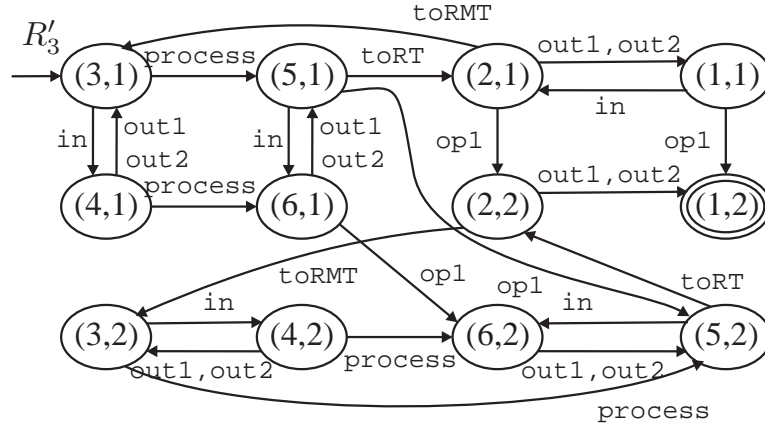 toRMT
R′₃
process
toRT
out1,out2
(3,1)
(5,1)
(2,1)
(1,1)
in
in
out1
out2
in
out1
out2
op1
op1
process
out1,out2
(4,1)
(6,1)
(2,2)
(1,2)
toRMT
op1
op1
toRT
in
in
(3,2)
(4,2)
(6,2)
(5,2)
out1,out2
process
out1,out2
process